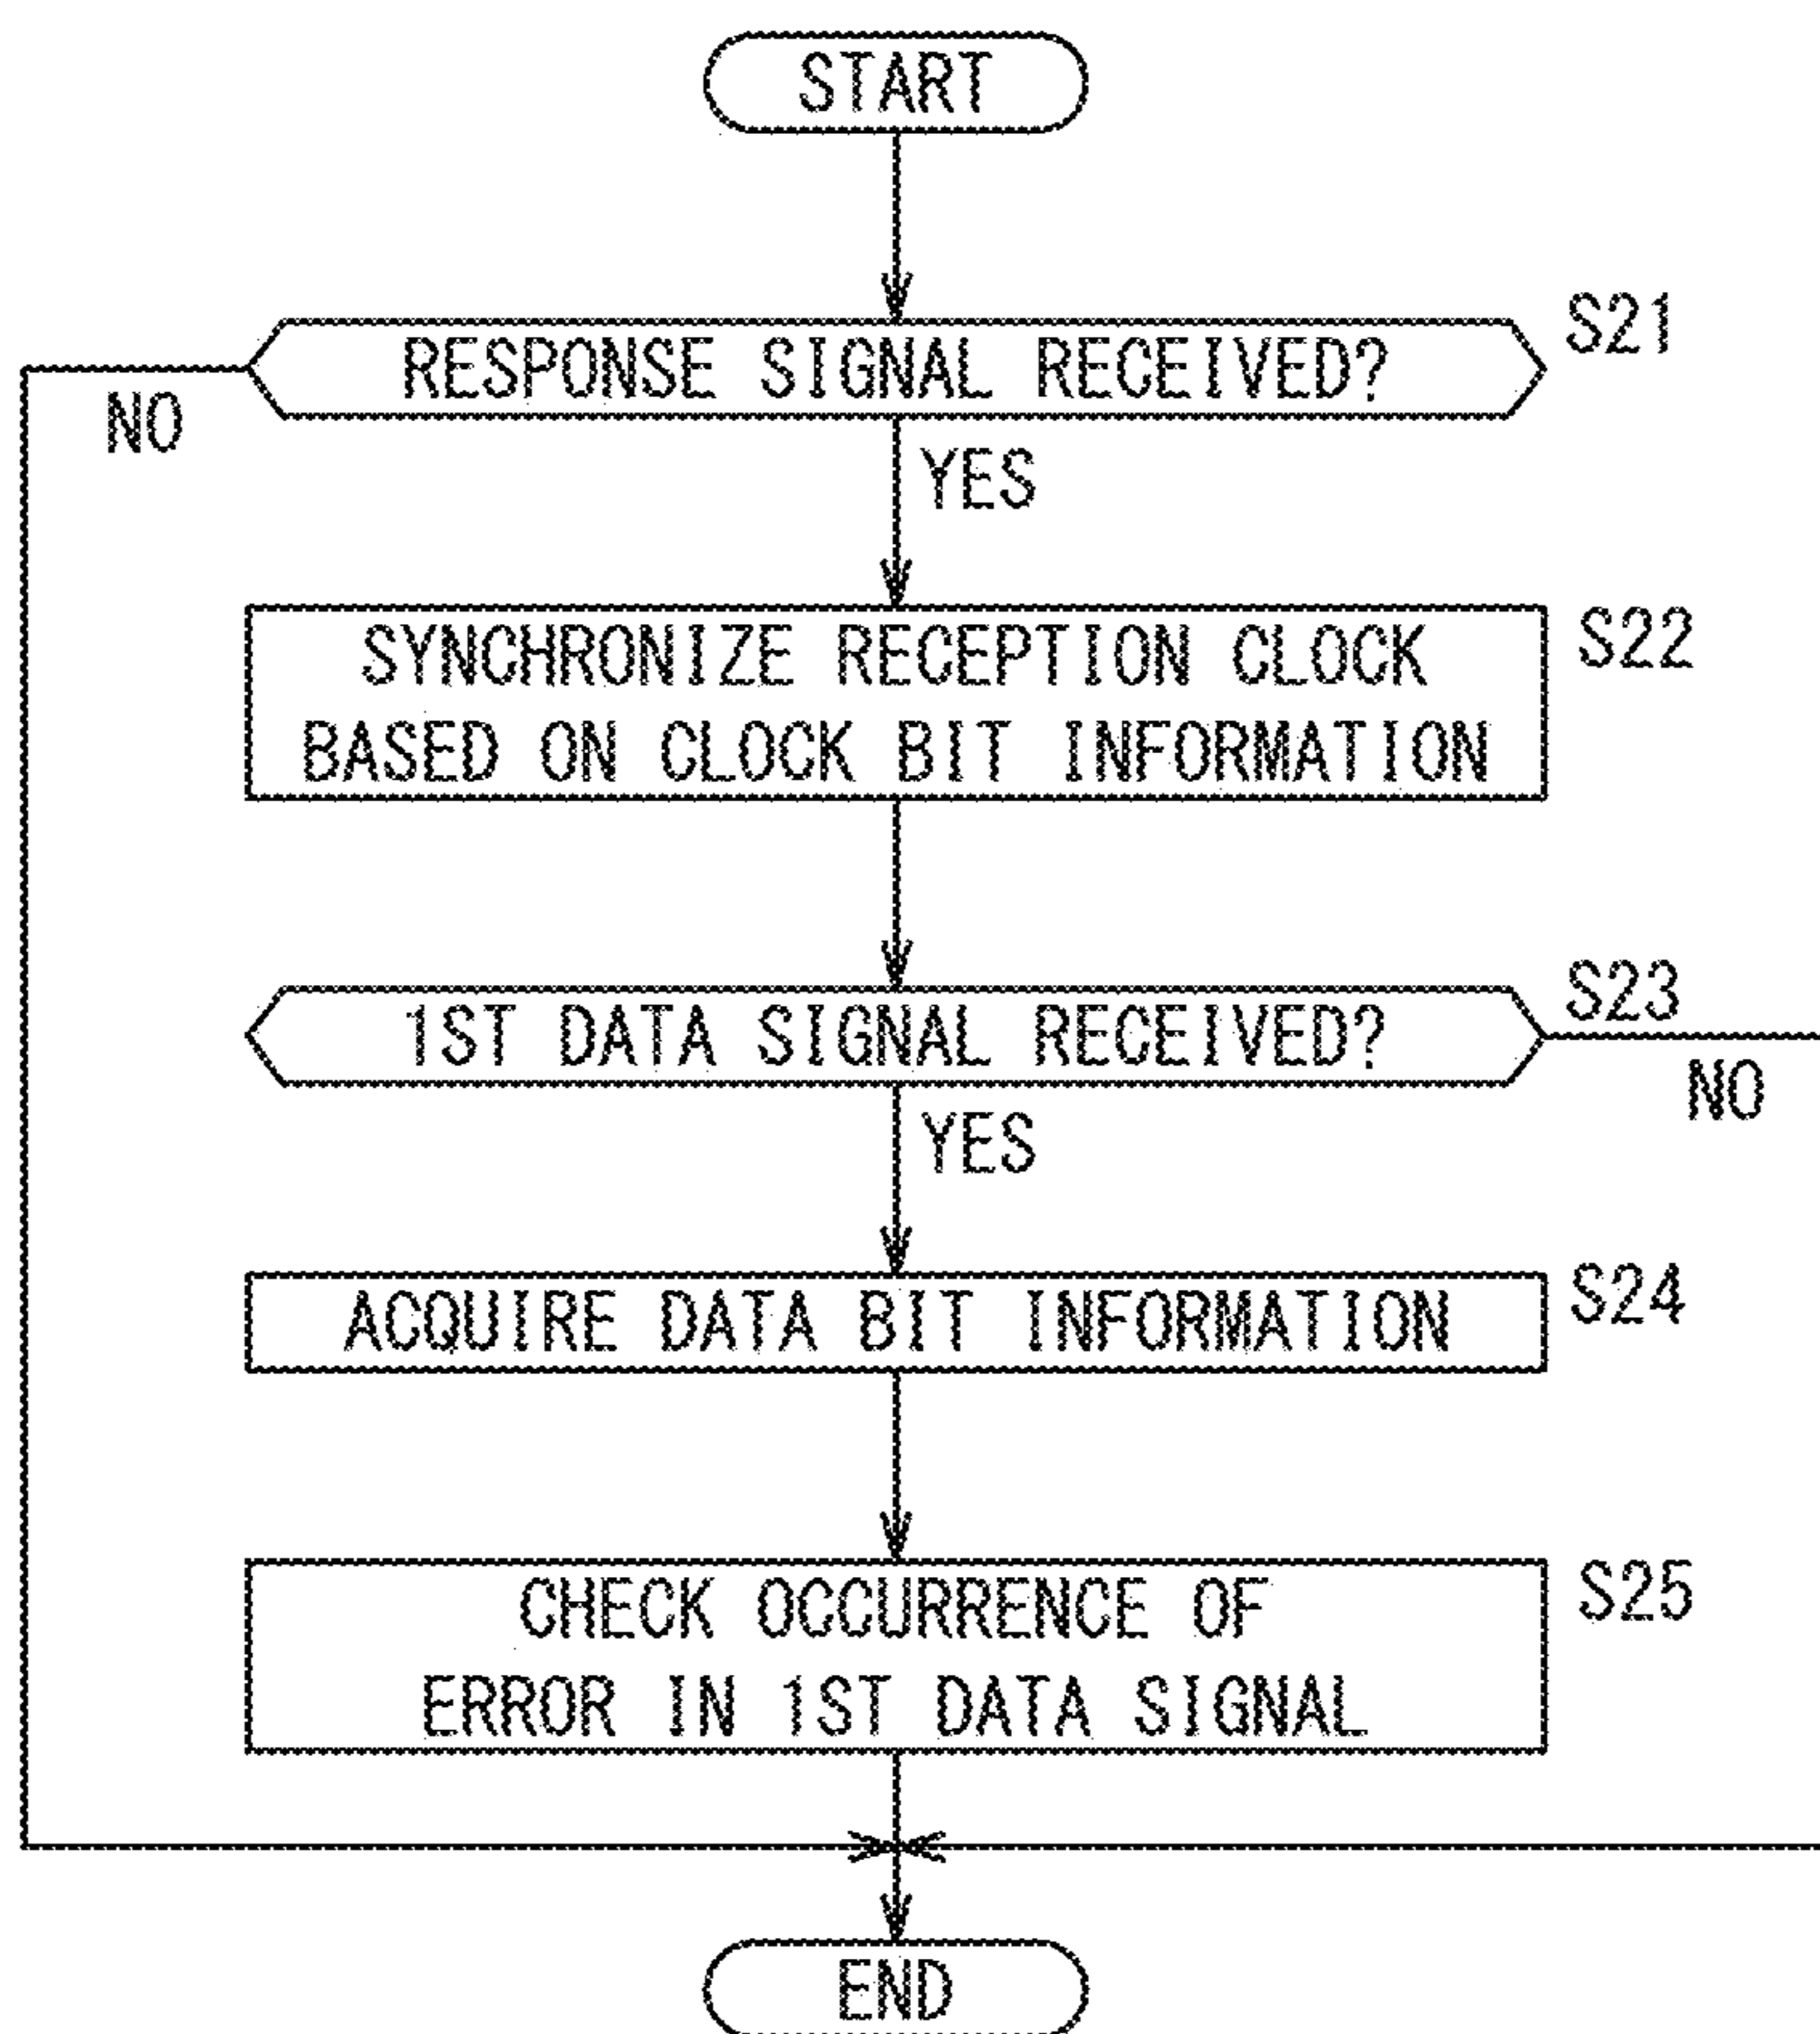 START
RESPONSE SIGNAL RECEIVED?
S21
NO
YES
SYNCHRONIZE RECEPTION CLOCK
BASED ON CLOCK BIT INFORMATION
S22
1ST DATA SIGNAL RECEIVED?
S23
NO
YES
ACQUIRE DATA BIT INFORMATION
S24
CHECK OCCURRENCE OF
ERROR IN 1ST DATA SIGNAL
S25
END